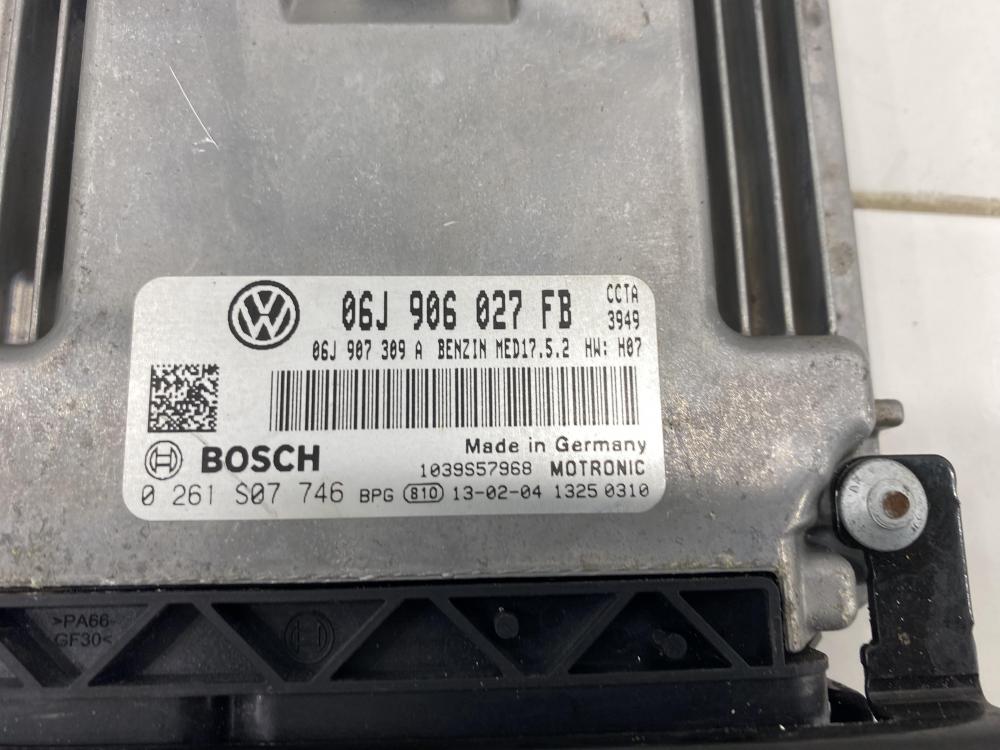 06J 906 027 FB CCTA
3949
06J 907 309 A BENZIN MED17.5.2 HW: H07
Made in Germany
BOSCH 1039S57968 MOTRONIC
0 261 S07 746 BPG 810 13-02-04 1325 0310
>PA66-
GF30<